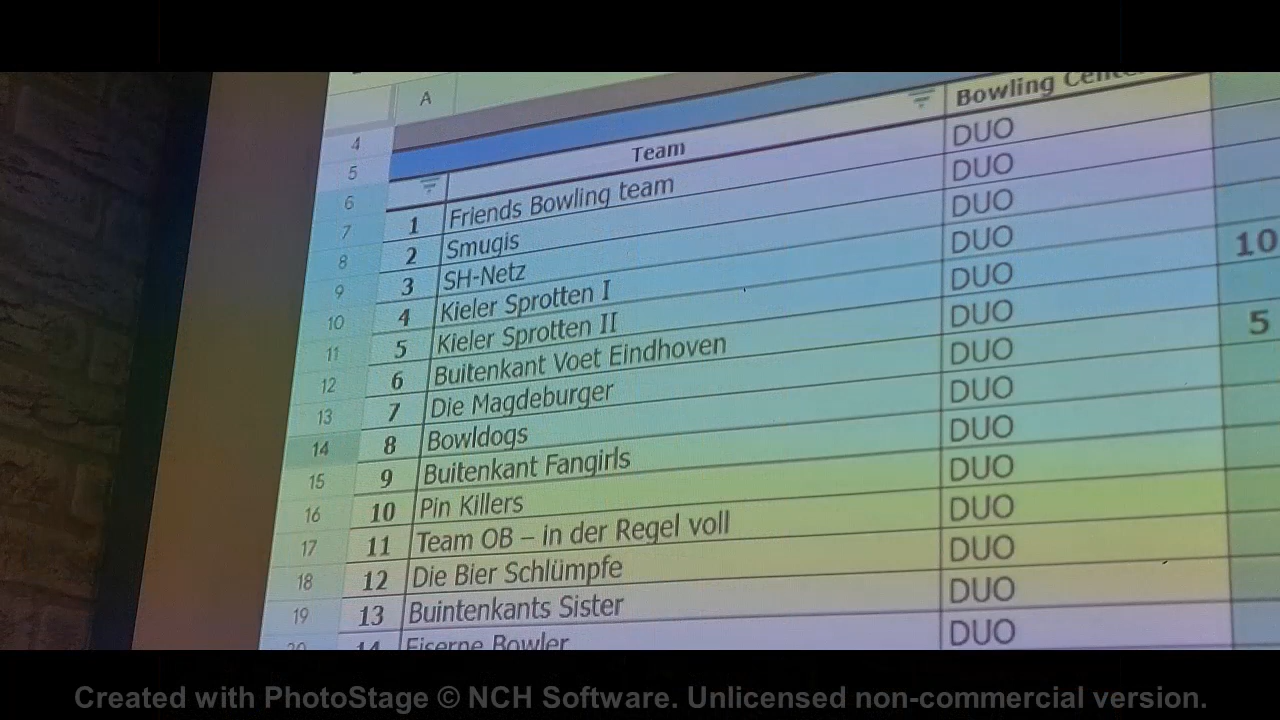 A
4
5 Team Bowling
6 DUO
7 1 Friends Bowling team DUO
8 2 Smugis DUO
9 3 SH-Netz DUO 10
10 4 Kieler Sprotten I DUO
11 5 Kieler Sprotten II DUO 5
12 6 Buitenkant Voet Eindhoven DUO
13 7 Die Magdeburger DUO
14 8 Bowldogs DUO
15 9 Buitenkant Fangirls DUO
16 10 Pin Killers DUO
17 11 Team OB – in der Regel voll DUO
18 12 Die Bier Schlümpfe DUO
19 13 Buintenkants Sister DUO
20 14 Eiserne Bowler DUO
Created with PhotoStage © NCH Software. Unlicensed non-commercial version.